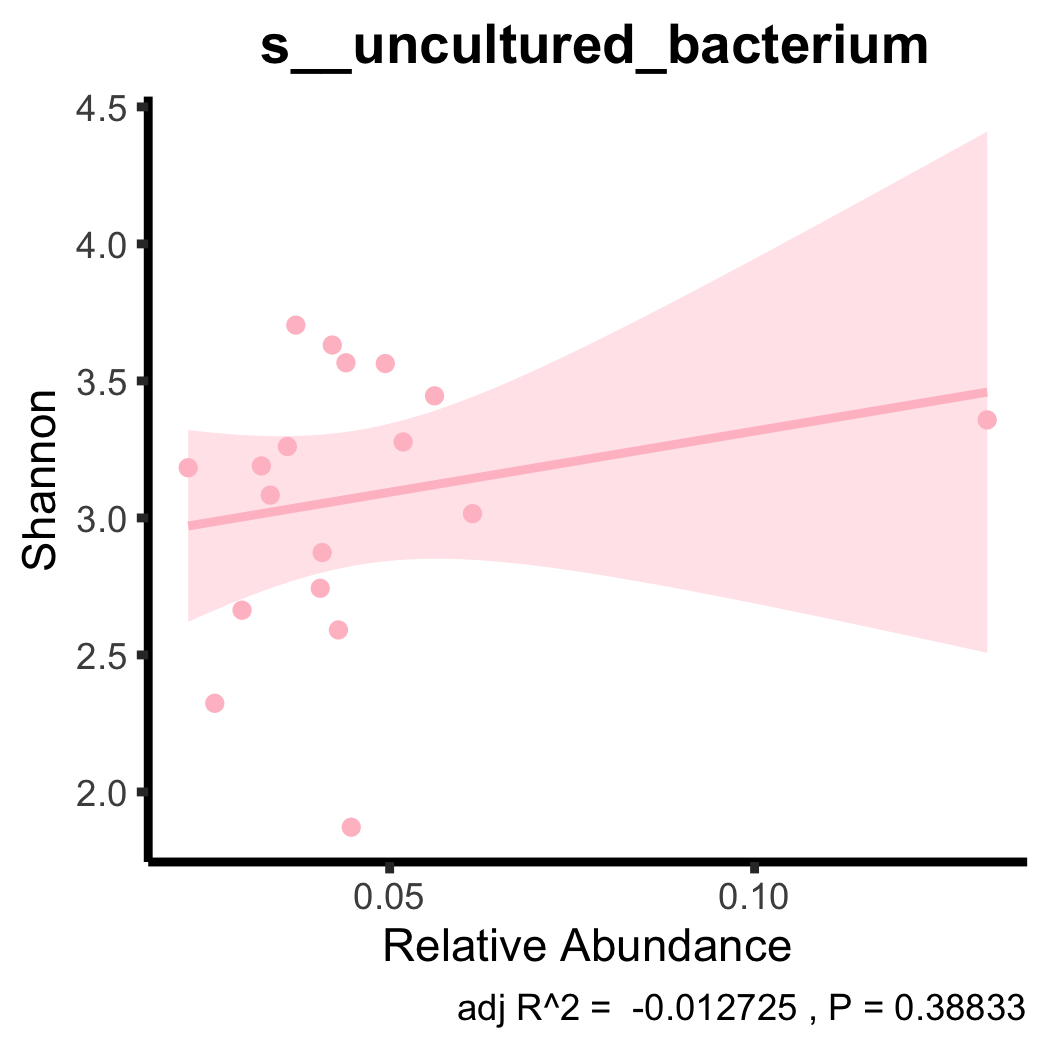 s__uncultured_bacterium
4.5
4.0
3.5
3.0
2.5
2.0
Shannon
0.05 0.10
Relative Abundance
adj R^2 =  -0.012725 , P = 0.38833